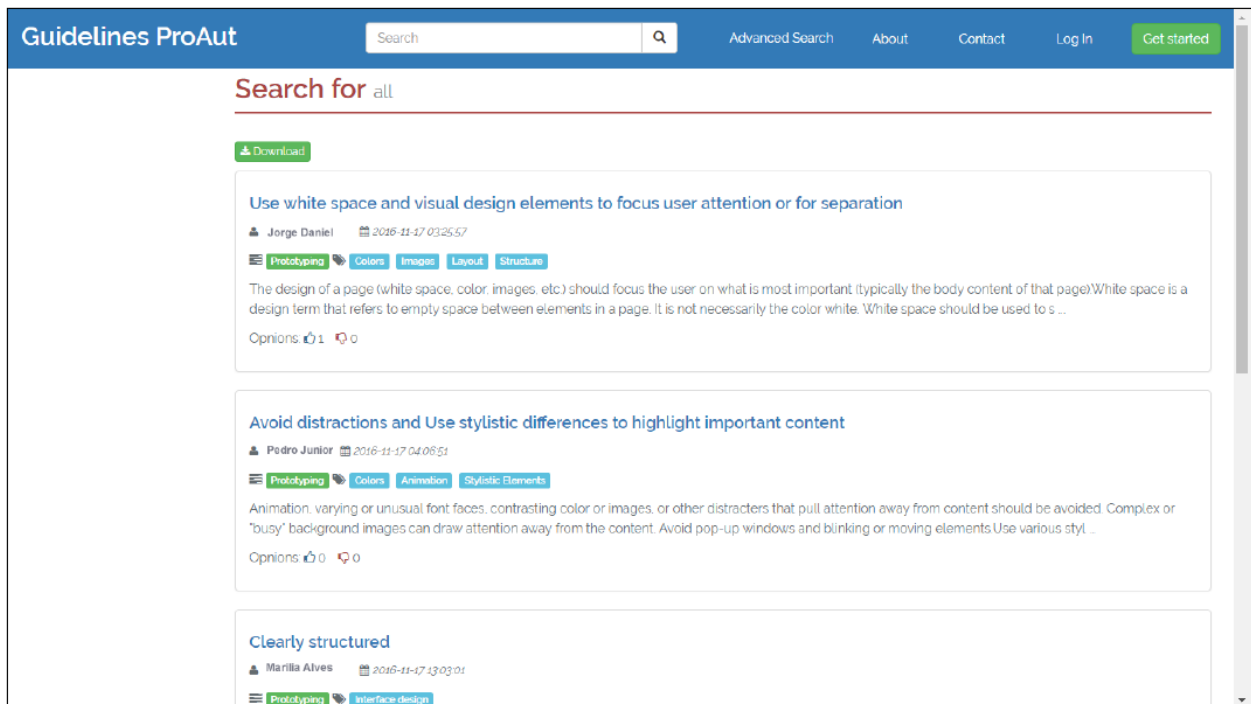 Guidelines ProAut
Search
Advanced Search
About
Contact
Log In
Get started
Search for all
Download
Use white space and visual design elements to focus user attention or for separation
Jorge Daniel 2016-11-17 03:25:57
Prototyping Colors Images Layout Structure
The design of a page (white space, color, images, etc.) should focus the user on what is most important (typically the body content of that page).White space is a
design term that refers to empty space between elements in a page. It is not necessarily the color white. White space should be used to s ...
Opnions: 1 0
Avoid distractions and Use stylistic differences to highlight important content
Pedro Junior 2016-11-17 04:06:51
Prototyping Colors Animation Stylistic Elements
Animation, varying or unusual font faces, contrasting color or images, or other distracters that pull attention away from content should be avoided. Complex or
"busy" background images can draw attention away from the content. Avoid pop-up windows and blinking or moving elements.Use various styl ...
Opnions: 0 0
Clearly structured
Marília Alves 2016-11-17 13:03:01
Prototyping Interface design